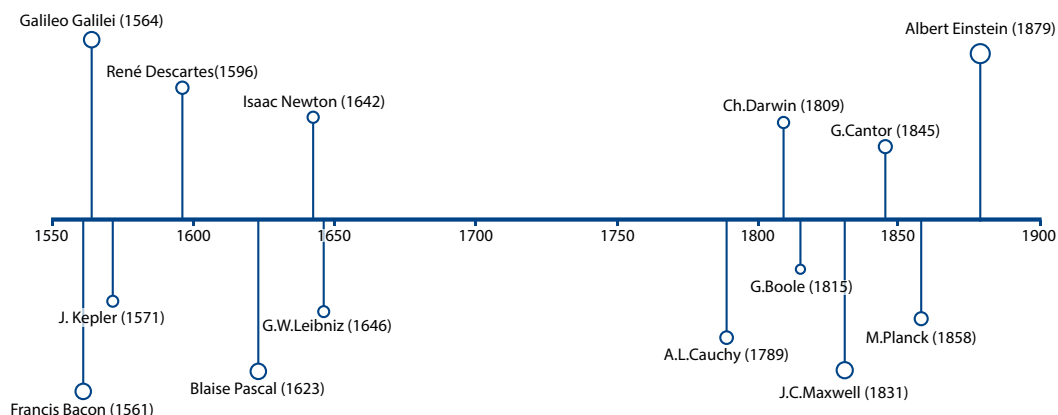 Galileo Galilei (1564)
Albert Einstein (1879)
René Descartes(1596)
Isaac Newton (1642)
Ch.Darwin (1809)
G.Cantor (1845)
1550 1600 1650 1700 1750 1800 1850 1900
G.Boole (1815)
J. Kepler (1571)
G.W.Leibniz (1646)
M.Planck (1858)
A.L.Cauchy (1789)
Blaise Pascal (1623)
J.C.Maxwell (1831)
Francis Bacon (1561)